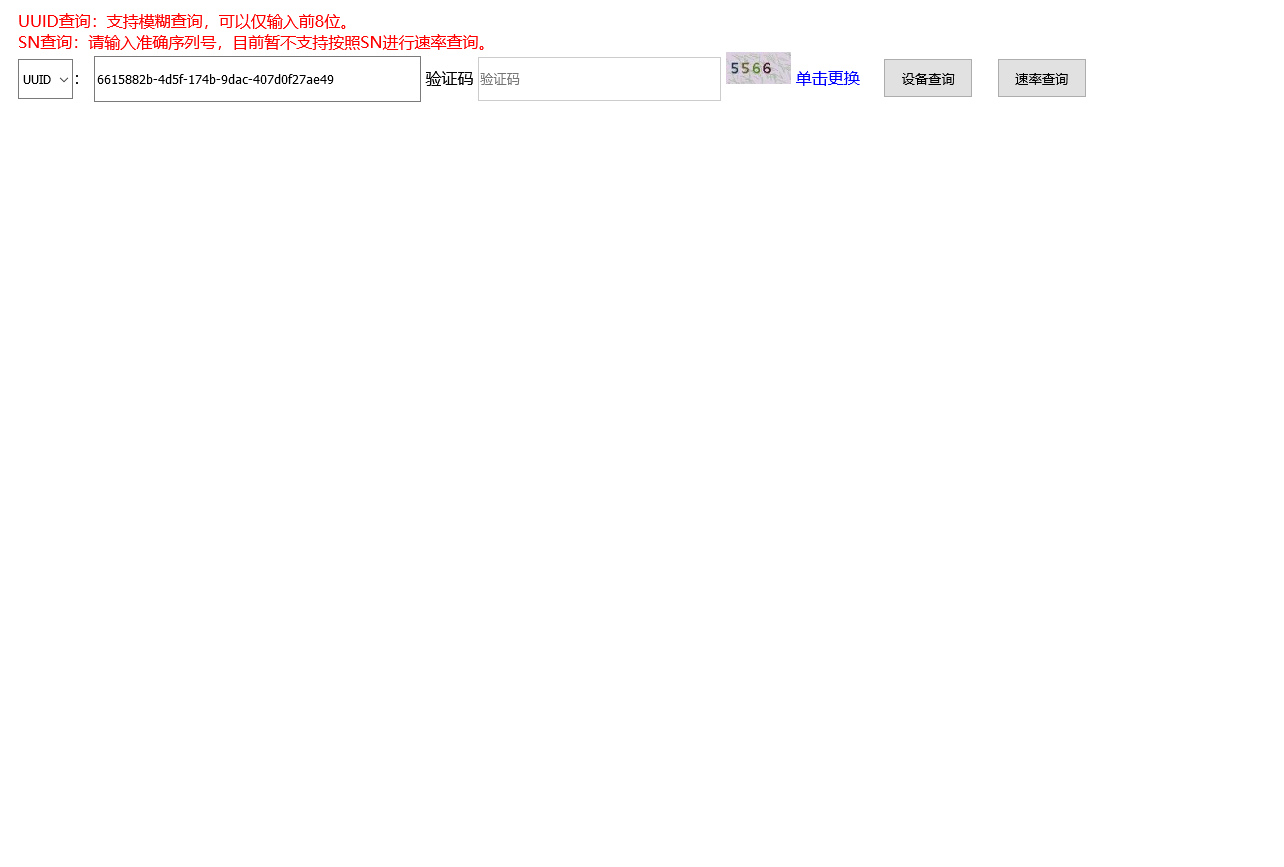 UUID查询：支持模糊查询，可以仅输入前8位。
SN查询：请输入准确序列号，目前暂不支持按照SN进行速率查询。
UUID ： 6615882b-4d5f-174b-9dac-407d0f27ae49 验证码 验证码 5566 单击更换 设备查询 速率查询